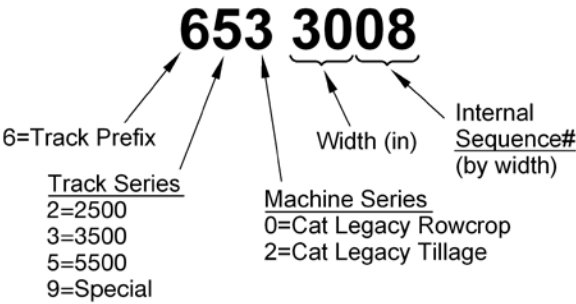 653 3008
6=Track Prefix
Width (in)
Internal
Sequence#
(by width)
Track Series
2=2500
3=3500
5=5500
9=Special
Machine Series
0=Cat Legacy Rowcrop
2=Cat Legacy Tillage